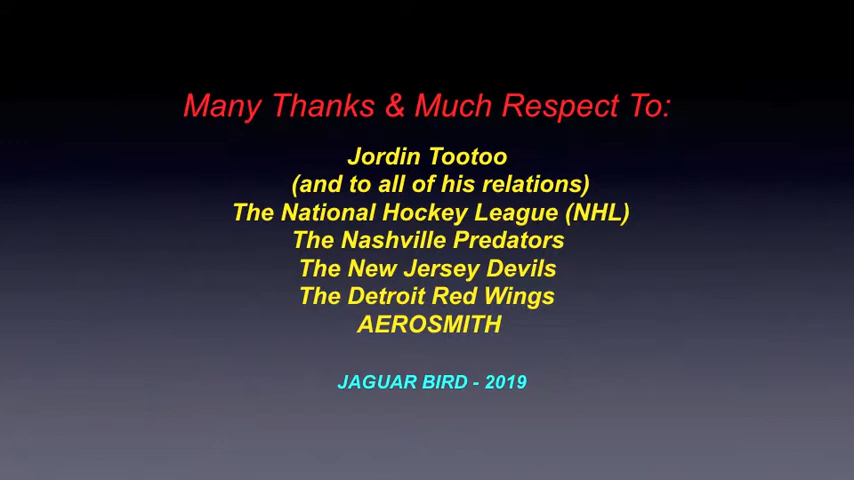 Many Thanks & Much Respect To:
Jordin Tootoo
(and to all of his relations)
The National Hockey League (NHL)
The Nashville Predators
The New Jersey Devils
The Detroit Red Wings
AEROSMITH
JAGUAR BIRD - 2019